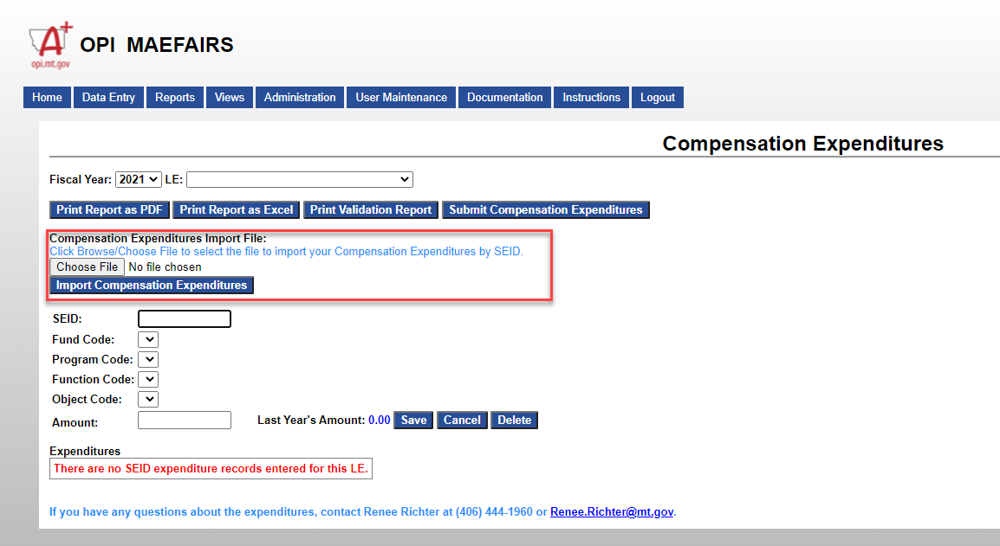 A+
opi.mt.gov
OPI MAEFAIRS
Home Data Entry Reports Views Administration User Maintenance Documentation Instructions Logout
Compensation Expenditures
Fiscal Year: 2021 LE:
Print Report as PDF Print Report as Excel Print Validation Report Submit Compensation Expenditures
Compensation Expenditures Import File:
Click Browse/Choose File to select the file to import your Compensation Expenditures by SEID.
Choose File No file chosen
Import Compensation Expenditures
SEID:
Fund Code:
Program Code:
Function Code:
Object Code:
Amount: Last Year's Amount: 0.00 Save Cancel Delete
Expenditures
There are no SEID expenditure records entered for this LE.
If you have any questions about the expenditures, contact Renee Richter at (406) 444-1960 or Renee.Richter@mt.gov.